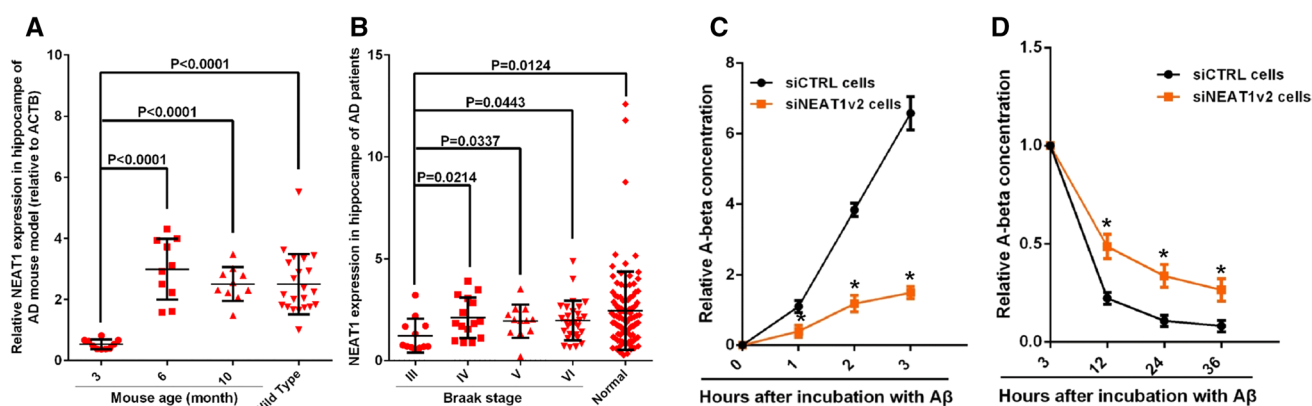 A
Relative NEAT1 expression in hippocampe of
AD mouse model (relative to ACTB)
10
8
6
4
2
0
P<0.0001
P<0.0001
P<0.0001
3
6
10
ild Type
Mouse age (month)
B
NEAT1 expression in hippocampe of AD patients
15
10
5
0
P=0.0124
P=0.0443
P=0.0337
P=0.0214
III
IV
V
VI
Normal
Braak stage
C
Relative A-beta concentration
8
6
4
2
0
siCTRL cells
siNEAT1v2 cells
*
*
*
0
1
2
3
Hours after incubation with Aβ
D
Relative A-beta concentration
1.5
1.0
0.5
0.0
siCTRL cells
siNEAT1v2 cells
*
*
*
3
12
24
36
Hours after incubation with Aβ